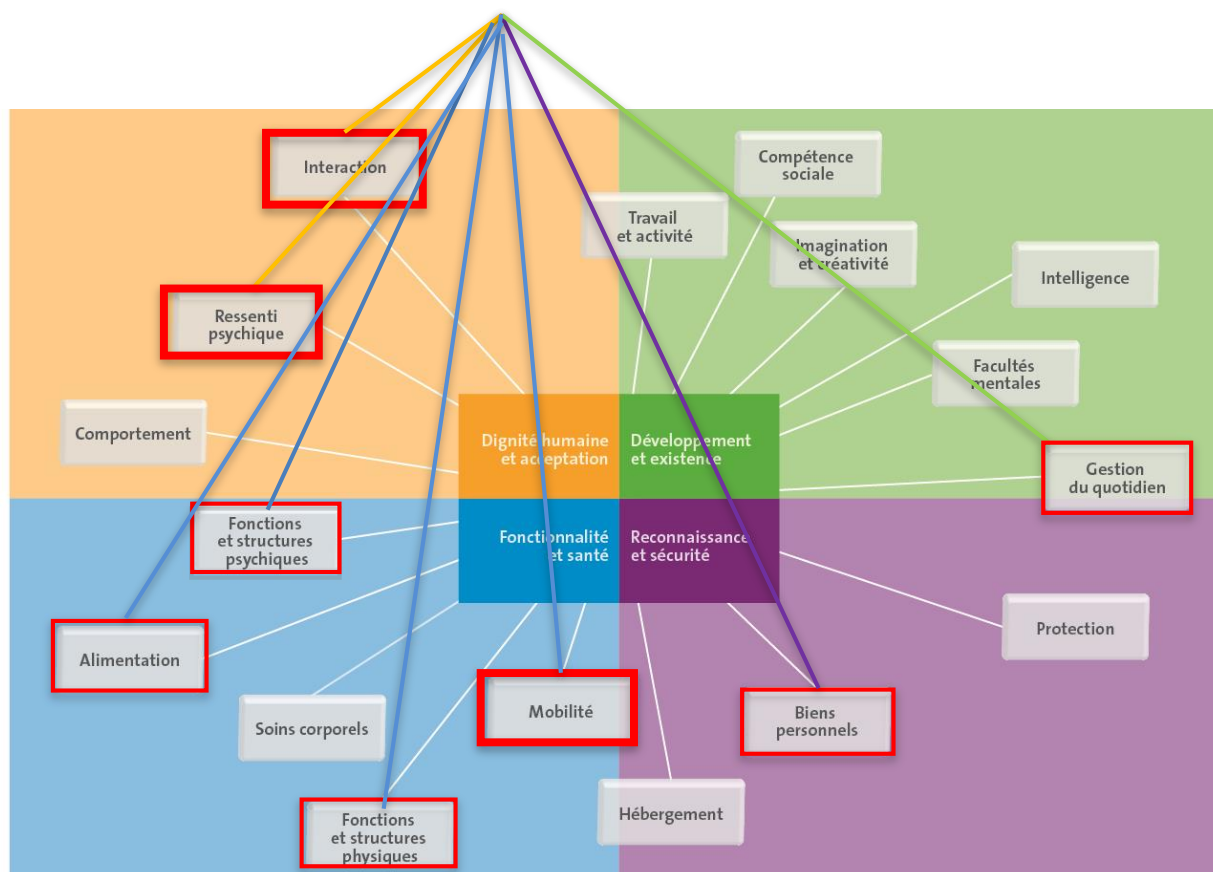 Interaction
Ressenti
psychique
Comportement
Dignité humaine
et acceptation
Compétence
sociale
Travail
et activité
Imagination
et créativité
Intelligence
Facultés
mentales
Développement
et existence
Gestion
du quotidien
Fonctionnalité
et santé
Fonctions
et structures
psychiques
Alimentation
Soins corporels
Mobilité
Fonctions
et structures
physiques
Reconnaissance
et sécurité
Protection
Biens
personnels
Hébergement